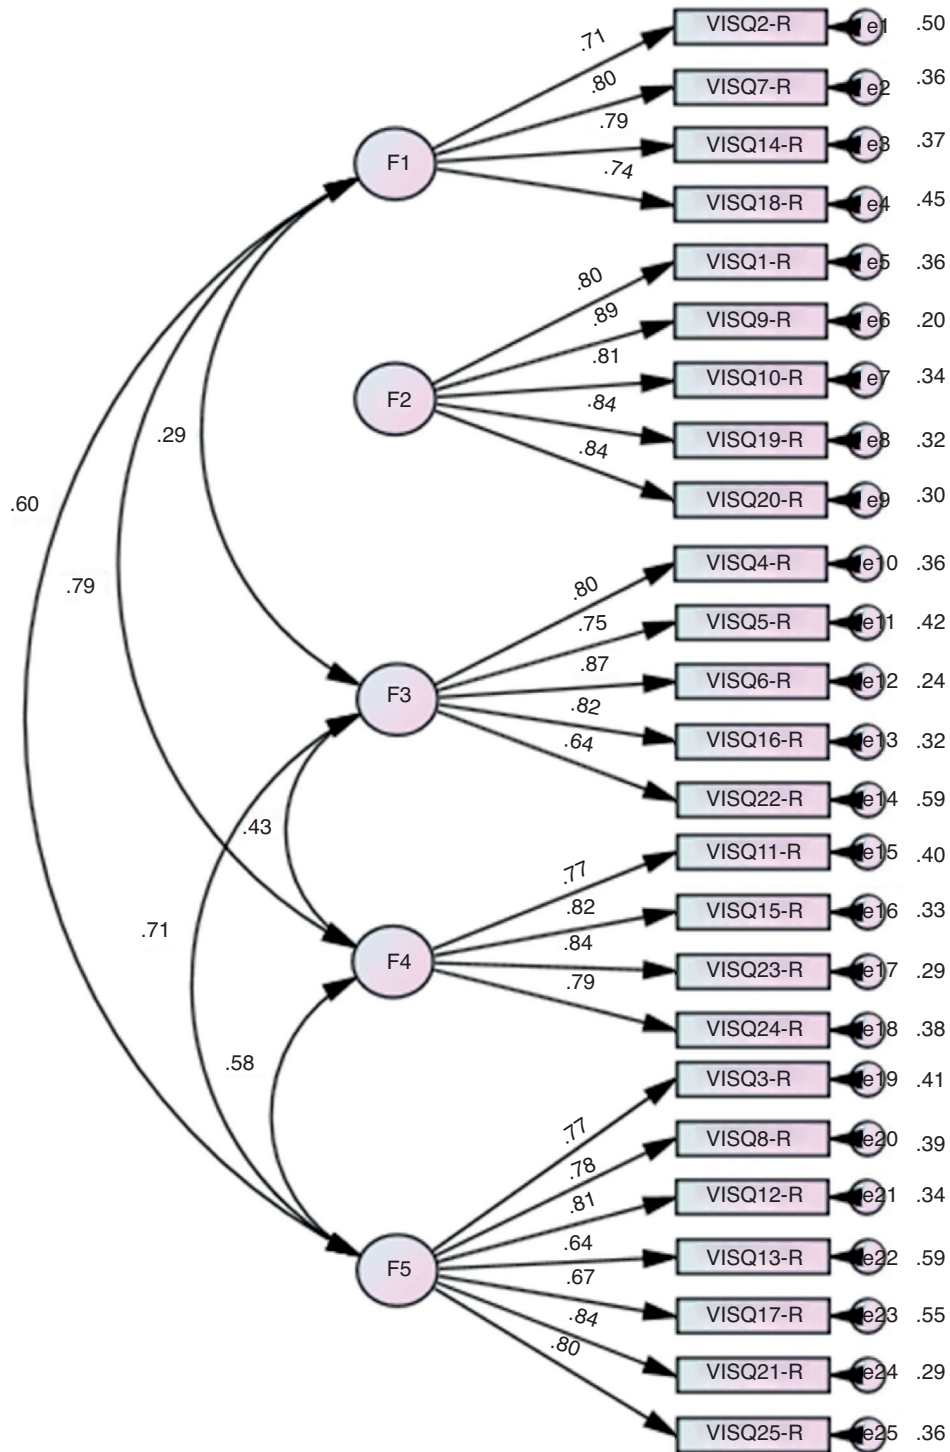 .71 VISQ2-R e1 .50
.80 VISQ7-R e2 .36
.79 VISQ14-R e3 .37
F1
.74 VISQ18-R e4 .45
.80 VISQ1-R e5 .36
.89 VISQ9-R e6 .20
.81 VISQ10-R e7 .34
F2
.84 VISQ19-R e8 .32
.84 VISQ20-R e9 .30
.29
.60
.79
.80 VISQ4-R e10 .36
.75 VISQ5-R e11 .42
.87 VISQ6-R e12 .24
F3
.82 VISQ16-R e13 .32
.64 VISQ22-R e14 .59
.43
.71
.77 VISQ11-R e15 .40
.82 VISQ15-R e16 .33
.84 VISQ23-R e17 .29
F4
.79 VISQ24-R e18 .38
.58
.77 VISQ3-R e19 .41
.78 VISQ8-R e20 .39
.81 VISQ12-R e21 .34
.64 VISQ13-R e22 .59
F5
.67 VISQ17-R e23 .55
.84 VISQ21-R e24 .29
.80 VISQ25-R e25 .36